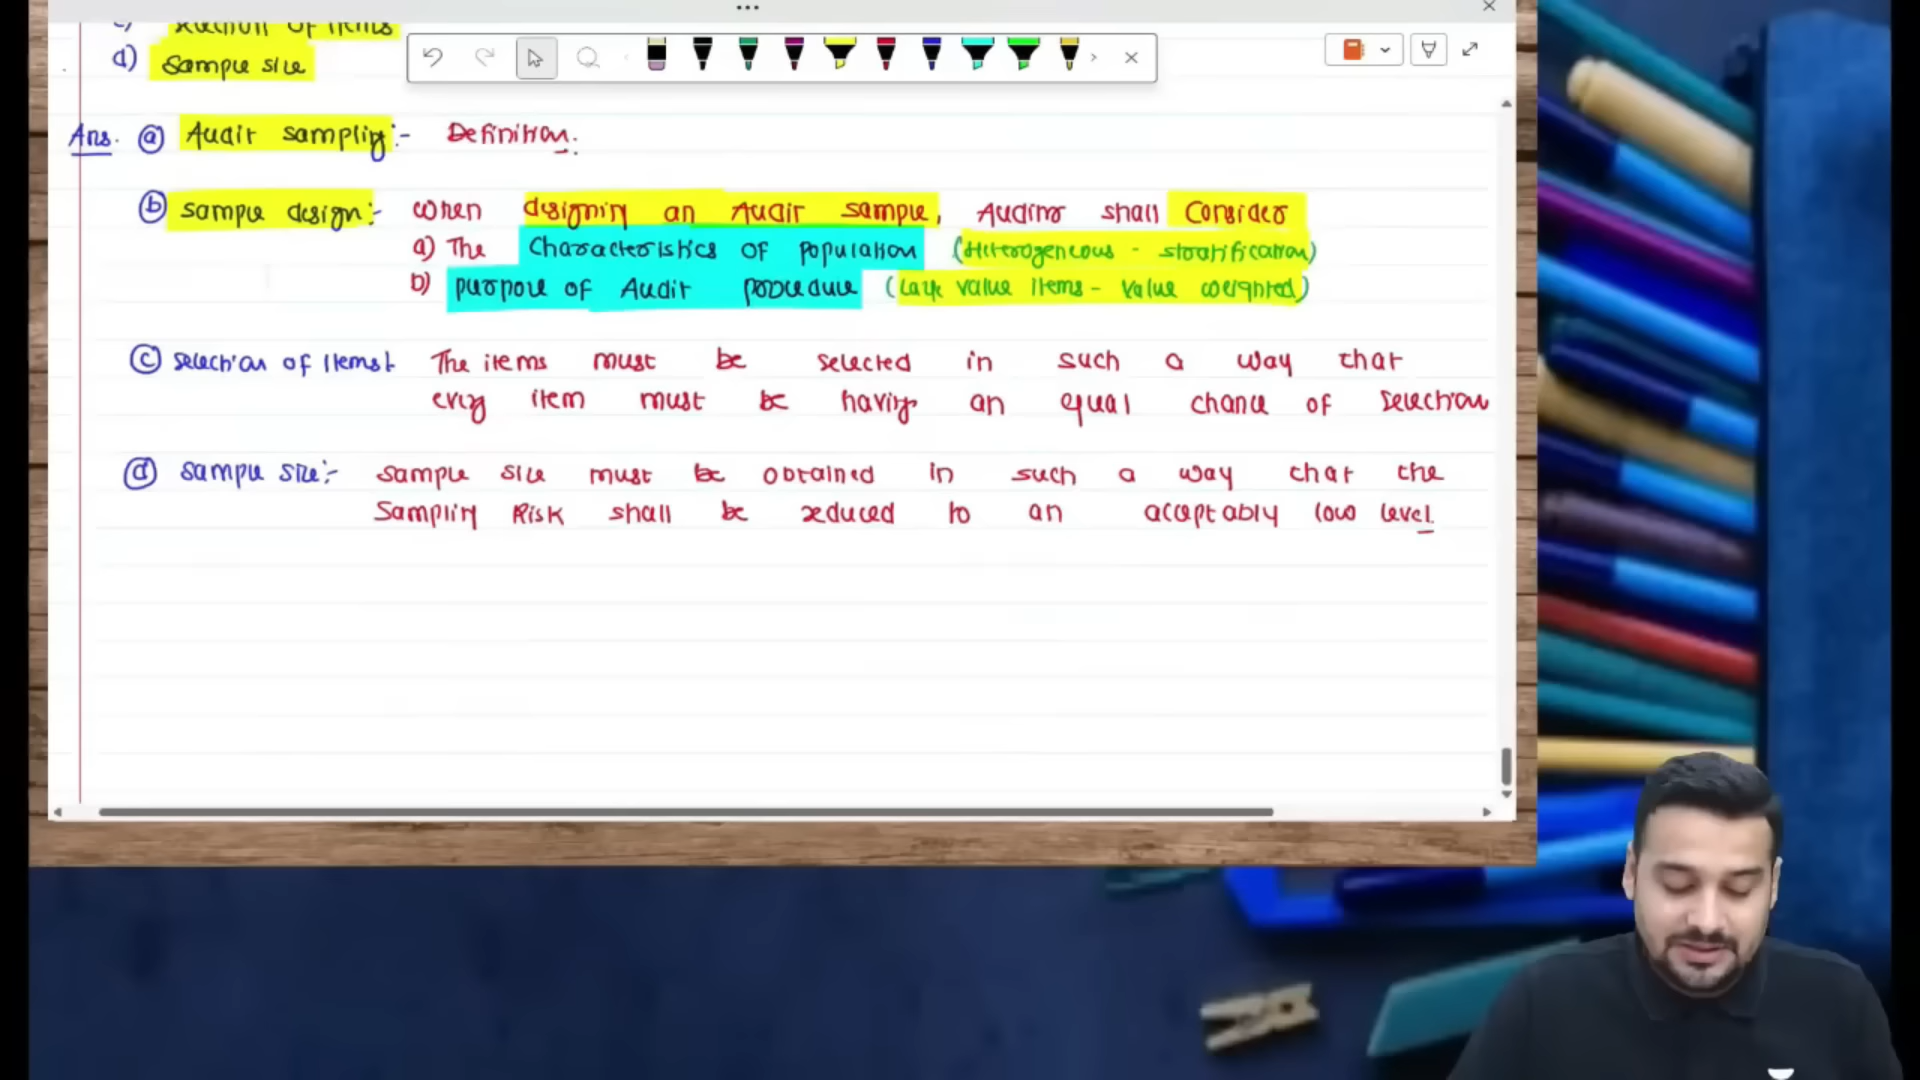 c) selection of items
d) Sample size
Ans. (a) Audit sampling:- Definition.
(b) sample design:- when designing an Audit sample, Auditor shall Consider
a) The Characteristics of population (Heterogeneous - stratification)
b) purpose of Audit procedure (Large value items - value weighted)
(c) selection of items:- The items must be selected in such a way that
every item must be having an equal chance of selection
(d) sample size:- sample size must be obtained in such a way that the
Sampling Risk shall be reduced to an acceptably low level.